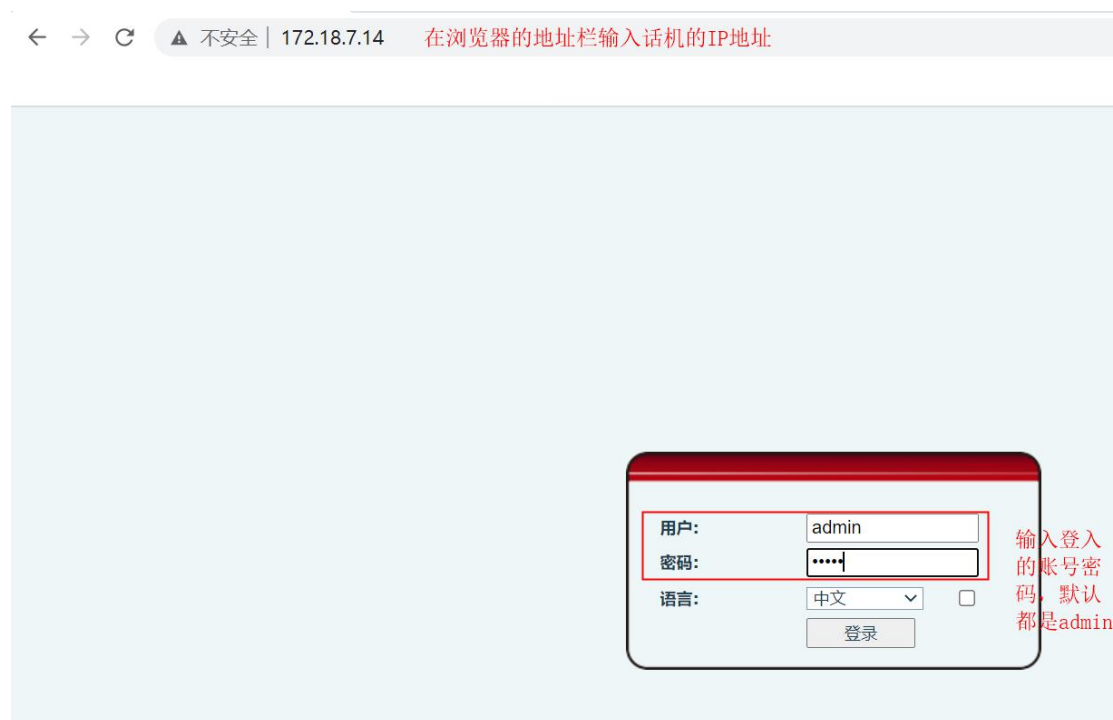 不安全 | 172.18.7.14 在浏览器的地址栏输入话机的IP地址
用户: admin
密码: •••••
语言: 中文
登录
输入登入
的账号密
码，默认
都是admin